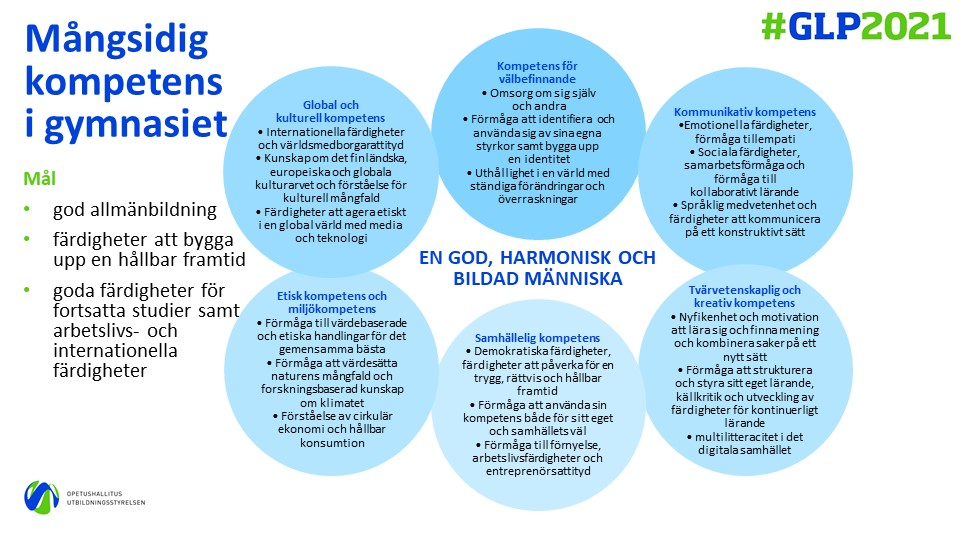 Mångsidig
kompetens
i gymnasiet
#GLP2021
Mål
• god allmänbildning
• färdigheter att bygga
upp en hållbar framtid
• goda färdigheter för
fortsatta studier samt
arbetslivs- och
internationella
färdigheter
Global och
kulturell kompetens
• Internationella färdigheter
och världsmedborgarattityd
• Kunskap om det finländska,
europeiska och globala
kulturarvet och förståelse för
kulturell mångfald
• Färdigheter att agera etiskt
i en global värld med media
och teknologi
Kompetens för
välbefinnande
• Omsorg om sig själv
och andra
• Förmåga att identifiera och
använda sig av sina egna
styrkor samt bygga upp
en identitet
• Uthållighet i en värld med
ständiga förändringar och
överraskningar
Kommunikativ kompetens
•Emotionella färdigheter,
förmåga till empati
• Sociala färdigheter,
samarbetsförmåga och
förmåga till
kollaborativt lärande
• Språklig medvetenhet och
färdigheter att kommunicera
på ett konstruktivt sätt
EN GOD, HARMONISK OCH
BILDAD MÄNNISKA
Etisk kompetens och
miljökompetens
• Förmåga till värdebaserade
och etiska handlingar för det
gemensamma bästa
• Förmåga att värdesätta
naturens mångfald och
forskningsbaserad kunskap
om klimatet
• Förståelse av cirkulär
ekonomi och hållbar
konsumtion
Samhällelig kompetens
• Demokratiska färdigheter,
färdigheter att påverka för en
trygg, rättvis och hållbar
framtid
• Förmåga att använda sin
kompetens både för sitt eget
och samhällets väl
• Förmåga till förnyelse,
arbetslivsfärdigheter och
entreprenörsattityd
Tvärvetenskaplig och
kreativ kompetens
• Nyfikenhet och motivation
att lära sig och finna mening
och kombinera saker på ett
nytt sätt
• Förmåga att strukturera
och styra sitt eget lärande,
källkritik och utveckling av
färdigheter för kontinuerligt
lärande
• multilitteracitet i det
digitala samhället
OPETUSHALLITUS
UTBILDNINGSSTYRELSEN